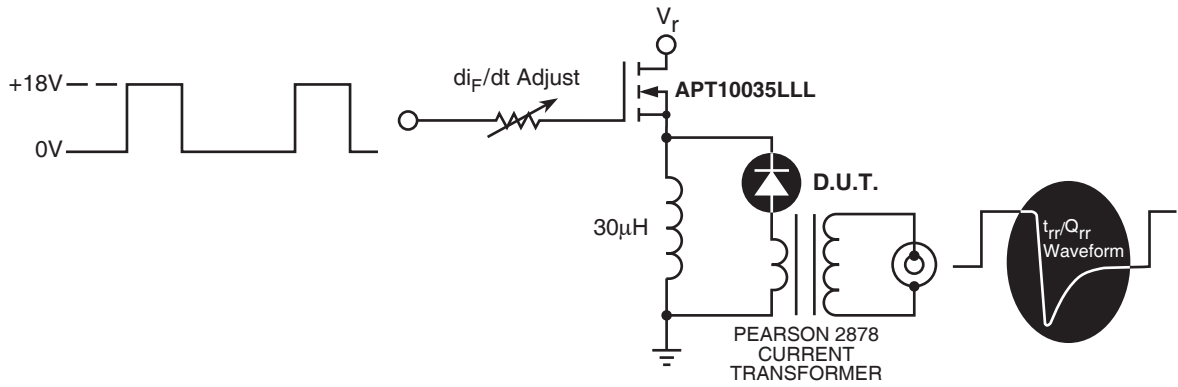 V_r
+18V
di_F/dt Adjust
APT10035LLL
0V
D.U.T.
30μH
t_rr/Q_rr
Waveform
PEARSON 2878
CURRENT
TRANSFORMER